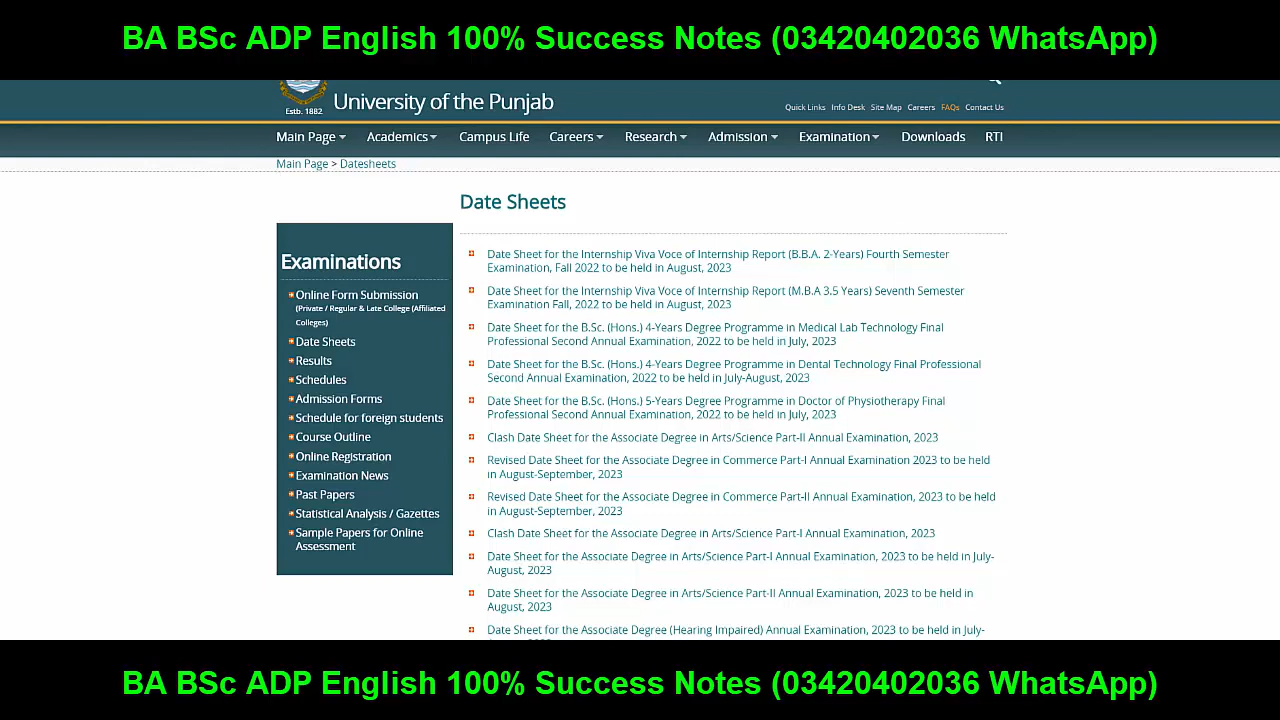 BA BSc ADP English 100% Success Notes (03420402036 WhatsApp)
Estb. 1882
University of the Punjab
Quick Links Info Desk Site Map Careers FAQs Contact Us
Main Page Academics Campus Life Careers Research Admission Examination Downloads RTI
Main Page > Datesheets
Date Sheets
Examinations
Online Form Submission
(Private / Regular & Late College (Affiliated
Colleges)
Date Sheets
Results
Schedules
Admission Forms
Schedule for foreign students
Course Outline
Online Registration
Examination News
Past Papers
Statistical Analysis / Gazettes
Sample Papers for Online
Assessment
Date Sheet for the Internship Viva Voce of Internship Report (B.B.A. 2-Years) Fourth Semester
Examination, Fall 2022 to be held in August, 2023
Date Sheet for the Internship Viva Voce of Internship Report (M.B.A 3.5 Years) Seventh Semester
Examination Fall, 2022 to be held in August, 2023
Date Sheet for the B.Sc. (Hons.) 4-Years Degree Programme in Medical Lab Technology Final
Professional Second Annual Examination, 2022 to be held in July, 2023
Date Sheet for the B.Sc. (Hons.) 4-Years Degree Programme in Dental Technology Final Professional
Second Annual Examination, 2022 to be held in July-August, 2023
Date Sheet for the B.Sc. (Hons.) 5-Years Degree Programme in Doctor of Physiotherapy Final
Professional Second Annual Examination, 2022 to be held in July, 2023
Clash Date Sheet for the Associate Degree in Arts/Science Part-II Annual Examination, 2023
Revised Date Sheet for the Associate Degree in Commerce Part-I Annual Examination 2023 to be held
in August-September, 2023
Revised Date Sheet for the Associate Degree in Commerce Part-II Annual Examination, 2023 to be held
in August-September, 2023
Clash Date Sheet for the Associate Degree in Arts/Science Part-I Annual Examination, 2023
Date Sheet for the Associate Degree in Arts/Science Part-I Annual Examination, 2023 to be held in July-
August, 2023
Date Sheet for the Associate Degree in Arts/Science Part-II Annual Examination, 2023 to be held in
August, 2023
Date Sheet for the Associate Degree (Hearing Impaired) Annual Examination, 2023 to be held in July-
BA BSc ADP English 100% Success Notes (03420402036 WhatsApp)